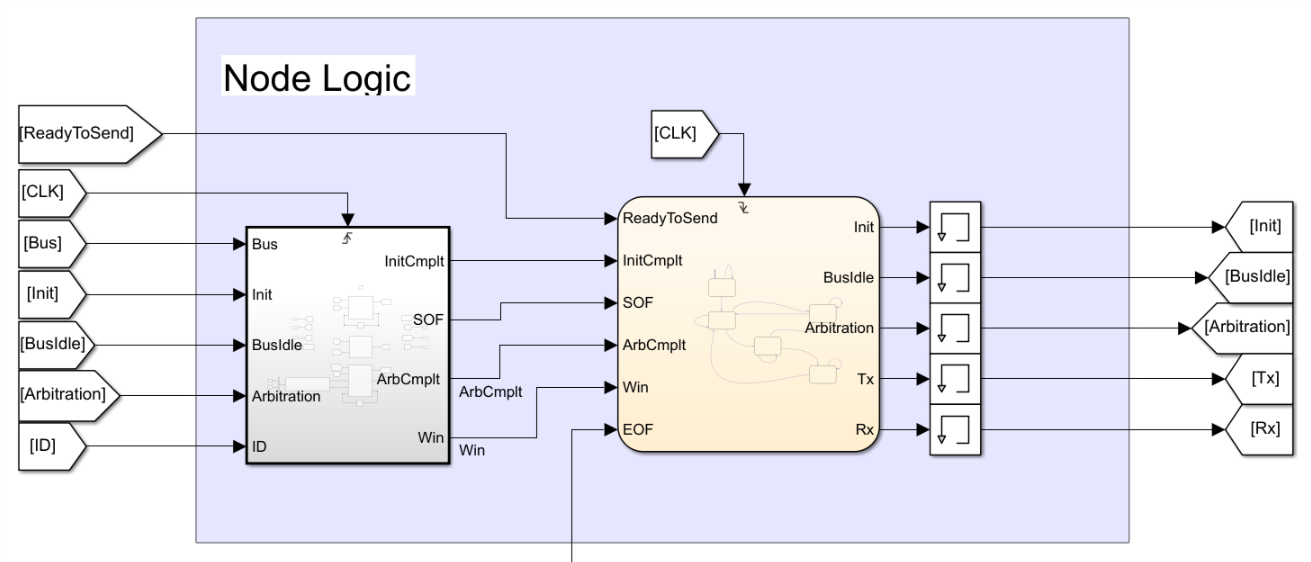 Node Logic
[ReadyToSend]
[CLK]
[Bus]
[Init]
[BusIdle]
[Arbitration]
[ID]
Bus
Init
BusIdle
Arbitration
ID
InitCmplt
SOF
ArbCmplt
Win
ArbCmplt
Win
[CLK]
ReadyToSend
InitCmplt
SOF
ArbCmplt
Win
EOF
Init
BusIdle
Arbitration
Tx
Rx
[Init]
[BusIdle]
[Arbitration]
[Tx]
[Rx]